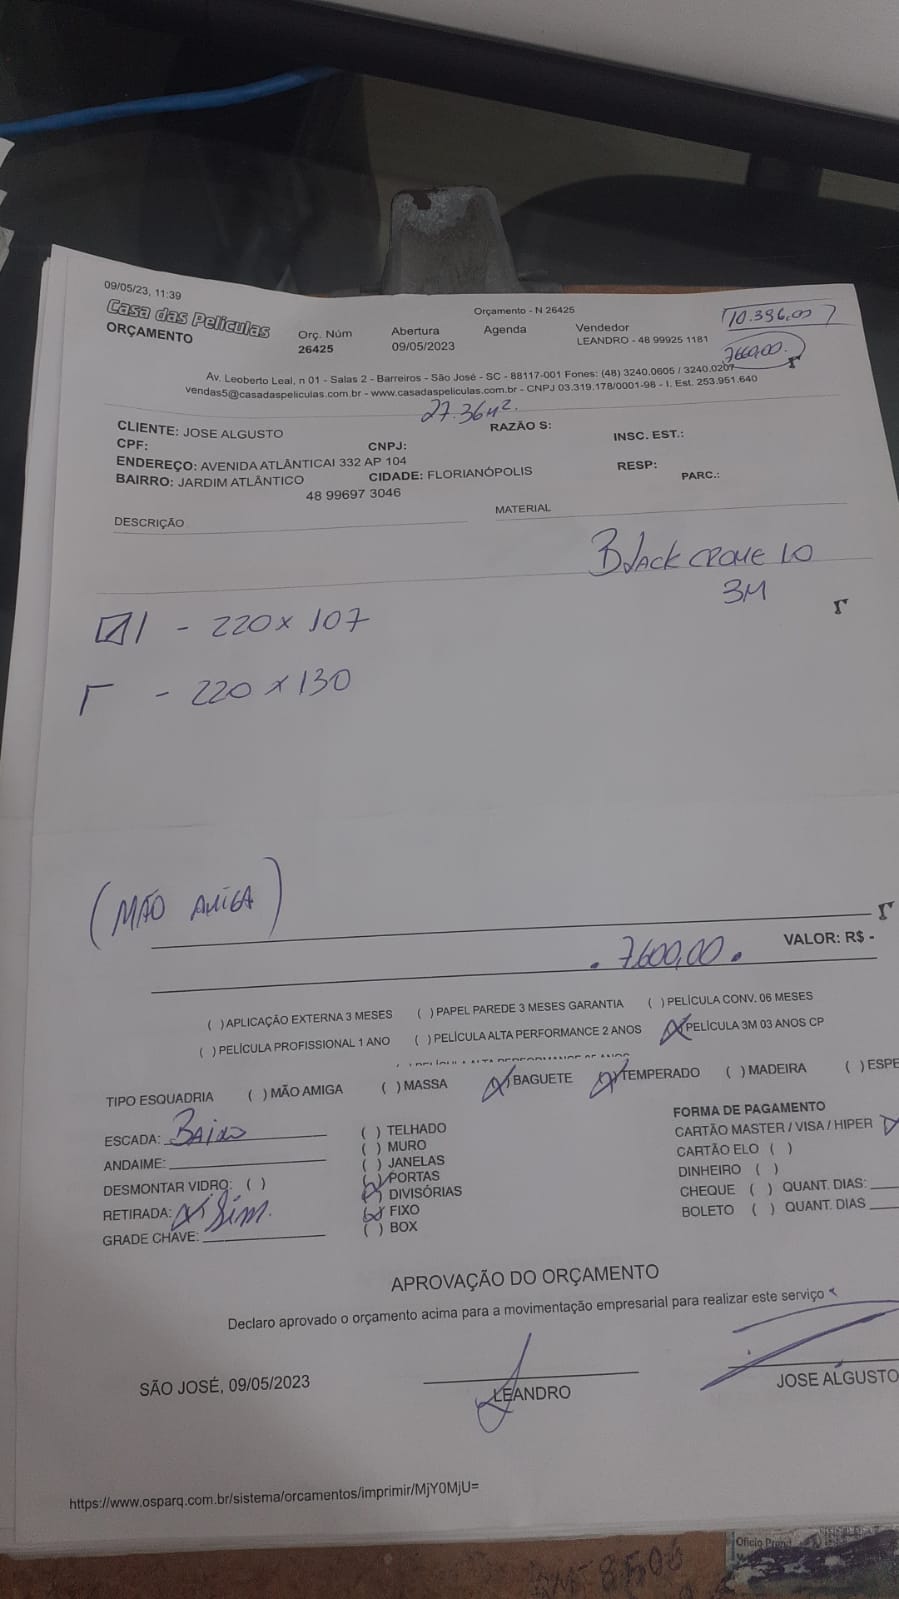 09/05/23, 11:39
Orçamento - N 26425
10.396,00
Casa das Películas
ORÇAMENTO
Orç. Núm
26425
Abertura
09/05/2023
Agenda
Vendedor
LEANDRO - 48 99925 1181
7660,00
Av. Leoberto Leal, n 01 - Salas 2 - Barreiros - São José - SC - 88117-001 Fones: (48) 3240.0605 / 3240.0207
vendas5@casadaspeliculas.com.br - www.casadaspeliculas.com.br - CNPJ 03.319.178/0001-98 - I. Est. 253.951.640
27.36M2.
CLIENTE: JOSE ALGUSTO
RAZÃO S:
INSC. EST.:
CPF:
CNPJ:
ENDEREÇO: AVENIDA ATLÂNTICAI 332 AP 104
RESP:
BAIRRO: JARDIM ATLÂNTICO
CIDADE: FLORIANÓPOLIS
PARC.:
48 99697 3046
DESCRIÇÃO
MATERIAL
BLACK CROME 10
3M
- 220 x 107
- 220 x 130
(MÃO AMIGA)
. 7600,00 .
VALOR: R$ -
( )APLICAÇÃO EXTERNA 3 MESES ( ) PAPEL PAREDE 3 MESES GARANTIA ( ) PELÍCULA CONV. 06 MESES
( ) PELÍCULA PROFISSIONAL 1 ANO ( ) PELÍCULA ALTA PERFORMANCE 2 ANOS (X) PELÍCULA 3M 03 ANOS CP
TIPO ESQUADRIA ( ) MÃO AMIGA ( ) MASSA (X) BAGUETE (X) TEMPERADO ( ) MADEIRA ( ) ESPE
ESCADA: BAIXO
( ) TELHADO
( ) MURO
( ) JANELAS
(X) PORTAS
(X) DIVISÓRIAS
(X) FIXO
( ) BOX
ANDAIME:
DESMONTAR VIDRO: ( )
RETIRADA: (X) Sim.
GRADE CHAVE:
FORMA DE PAGAMENTO
CARTÃO MASTER / VISA / HIPER
CARTÃO ELO ( )
DINHEIRO ( )
CHEQUE ( ) QUANT. DIAS:
BOLETO ( ) QUANT. DIAS
APROVAÇÃO DO ORÇAMENTO
Declaro aprovado o orçamento acima para a movimentação empresarial para realizar este serviço
SÃO JOSÉ, 09/05/2023
LEANDRO
JOSE ALGUSTO
https://www.osparq.com.br/sistema/orcamentos/imprimir/MjY0MjU=